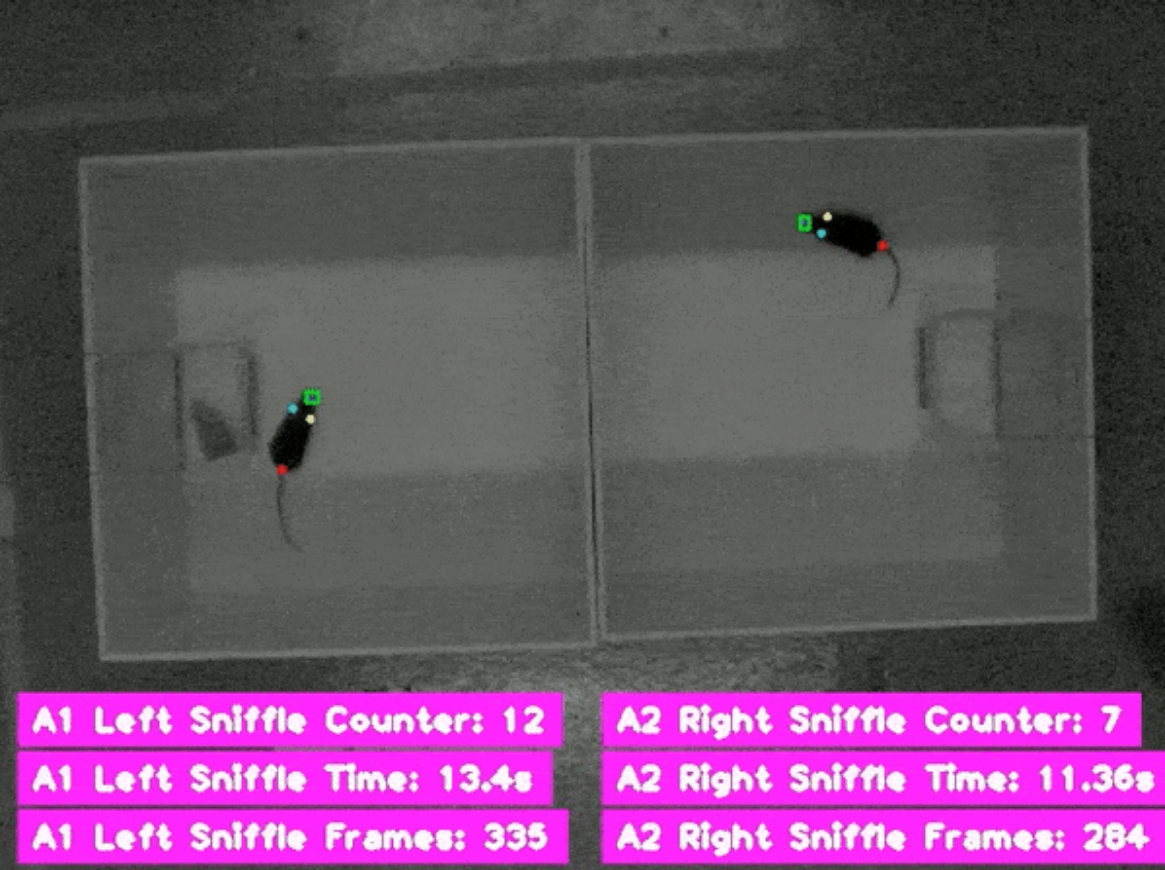 A1 Left Sniffle Counter: 12
A2 Right Sniffle Counter: 7
A1 Left Sniffle Time: 13.4s
A2 Right Sniffle Time: 11.36s
A1 Left Sniffle Frames: 335
A2 Right Sniffle Frames: 284